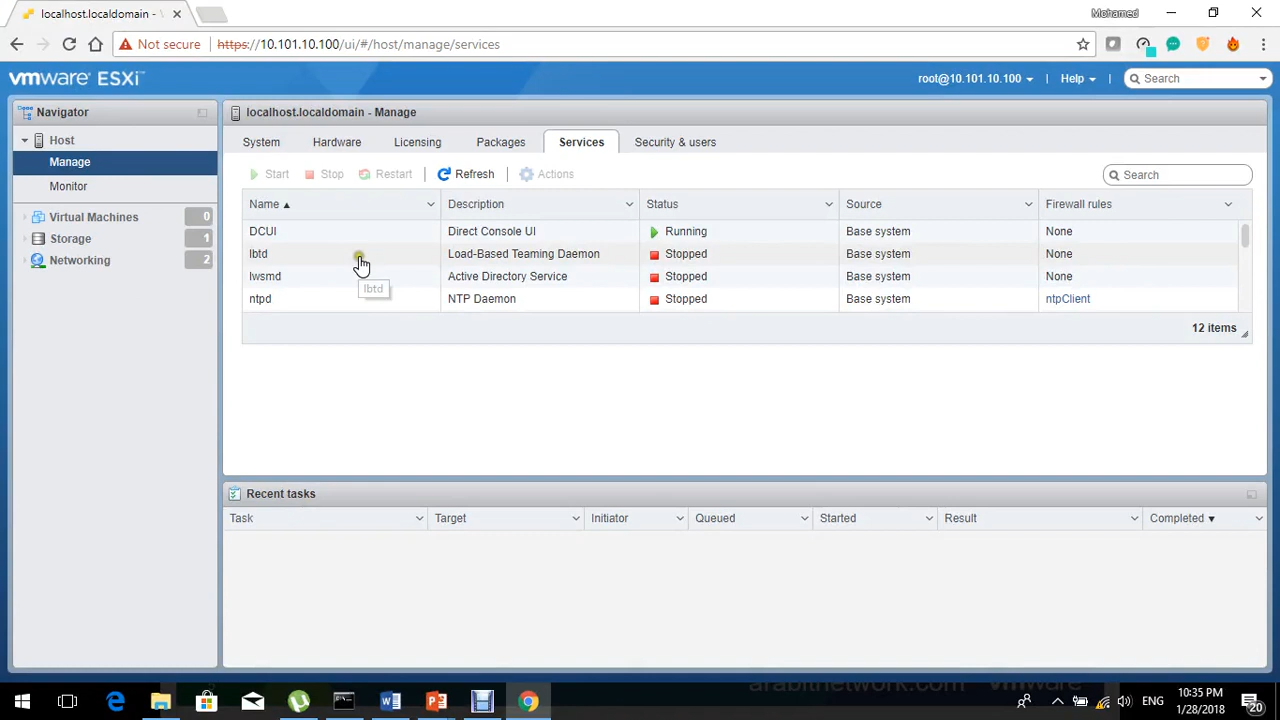 localhost.localdomain -
Mohamed
Not secure https://10.101.10.100/ui/#/host/manage/services
vmware ESXi™
root@10.101.10.100 | Help | Search
Navigator
localhost.localdomain - Manage
Host
Manage
Monitor
Virtual Machines 0
Storage 1
Networking 2
System Hardware Licensing Packages Services Security & users
Start Stop Restart | Refresh | Actions Search
Name Description Status Source Firewall rules
DCUI Direct Console UI Running Base system None
lbtd Load-Based Teaming Daemon Stopped Base system None
lwsmd Active Directory Service Stopped Base system None
lbtd
ntpd NTP Daemon Stopped Base system ntpClient
12 items
Recent tasks
Task Target Initiator Queued Started Result Completed
arabitnetwork.com vmware
ENG
10:35 PM
1/28/2018
20